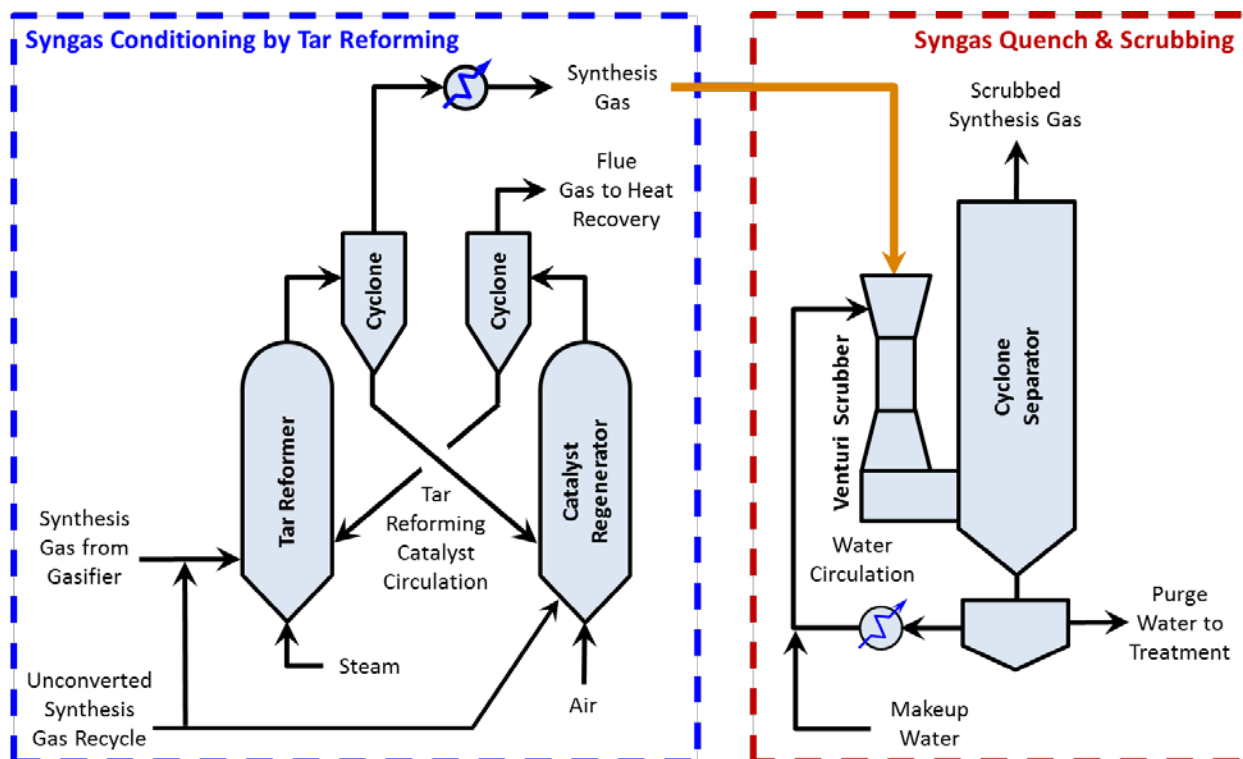 Syngas Conditioning by Tar Reforming
Syngas Quench & Scrubbing
Synthesis
Gas
Scrubbed
Synthesis Gas
Flue
Gas to Heat
Recovery
Cyclone
Cyclone
Tar Reformer
Catalyst
Regenerator
Venturi Scrubber
Cyclone
Separator
Tar
Reforming
Catalyst
Circulation
Synthesis
Gas from
Gasifier
Water
Circulation
Purge
Water to
Treatment
Steam
Unconverted
Synthesis
Gas Recycle
Air
Makeup
Water